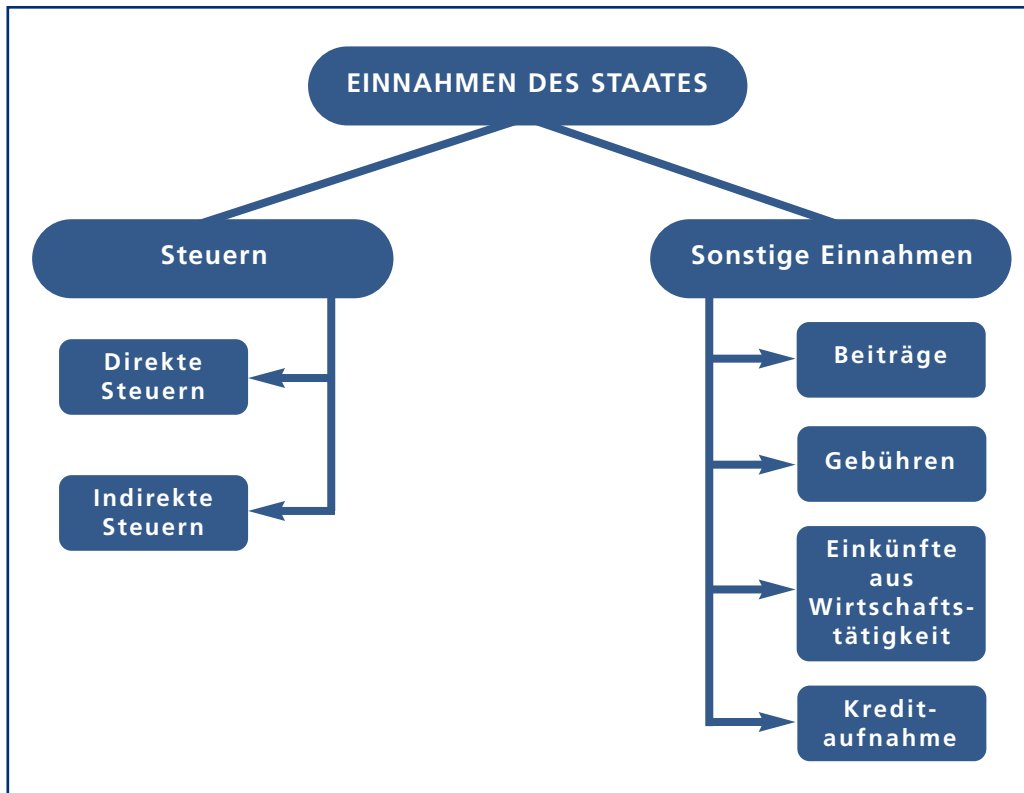 EINNAHMEN DES STAATES
Steuern
Direkte
Steuern
Indirekte
Steuern
Sonstige Einnahmen
Beiträge
Gebühren
Einkünfte
aus
Wirtschafts-
tätigkeit
Kredit-
aufnahme